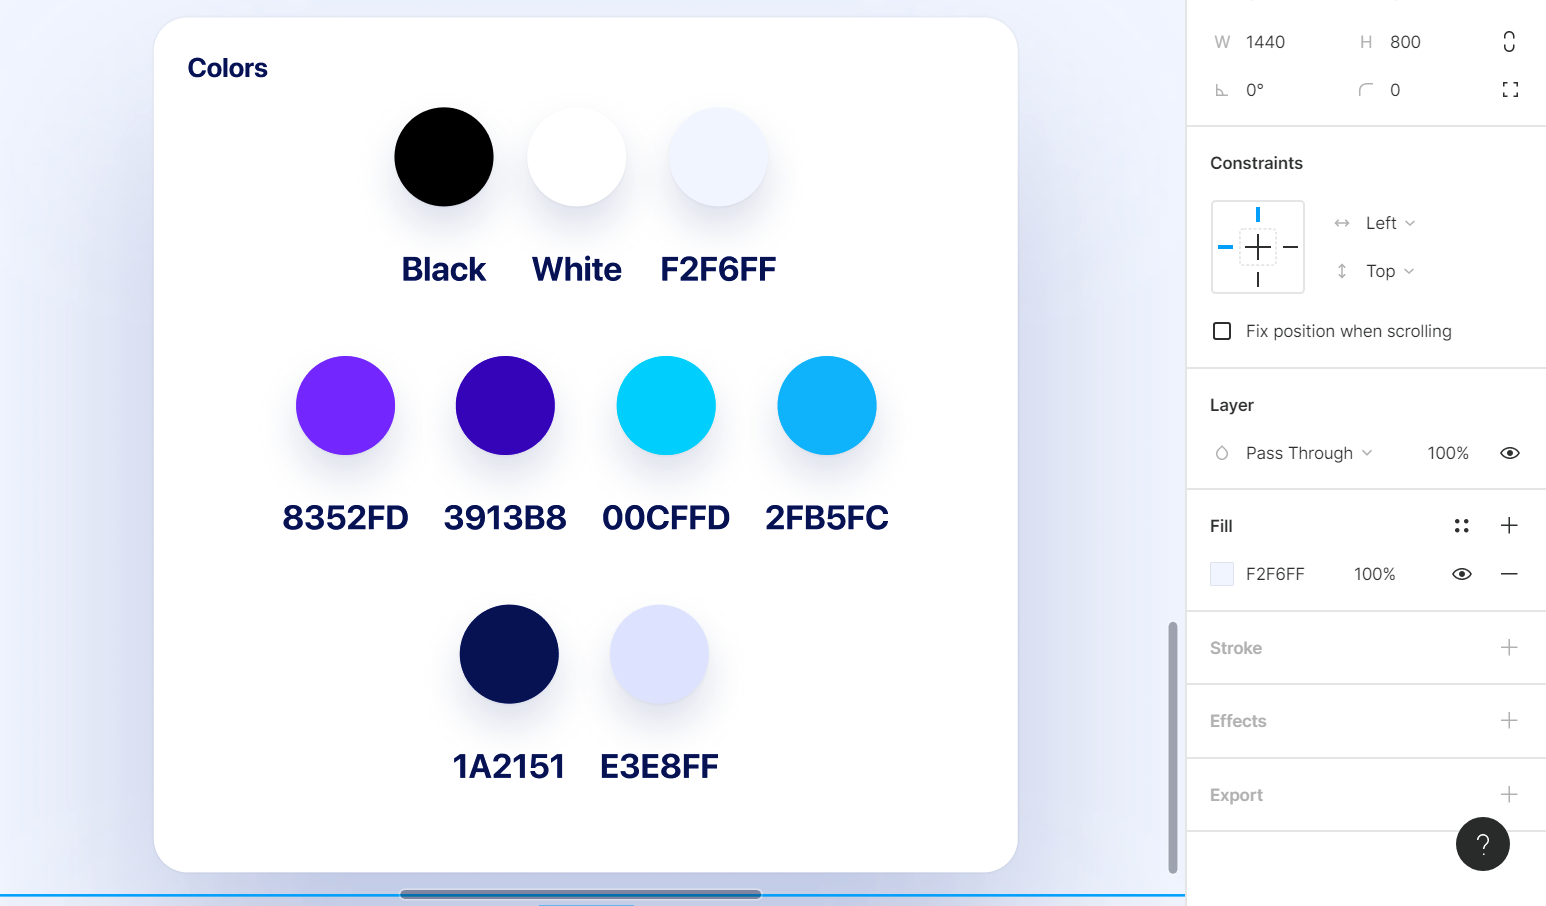 Colors
Black White F2F6FF
8352FD 3913B8 00CFFD 2FB5FC
1A2151 E3E8FF
W 1440 H 800
0° 0
Constraints
Left
Top
Fix position when scrolling
Layer
Pass Through 100%
Fill
F2F6FF 100%
Stroke
Effects
Export
?